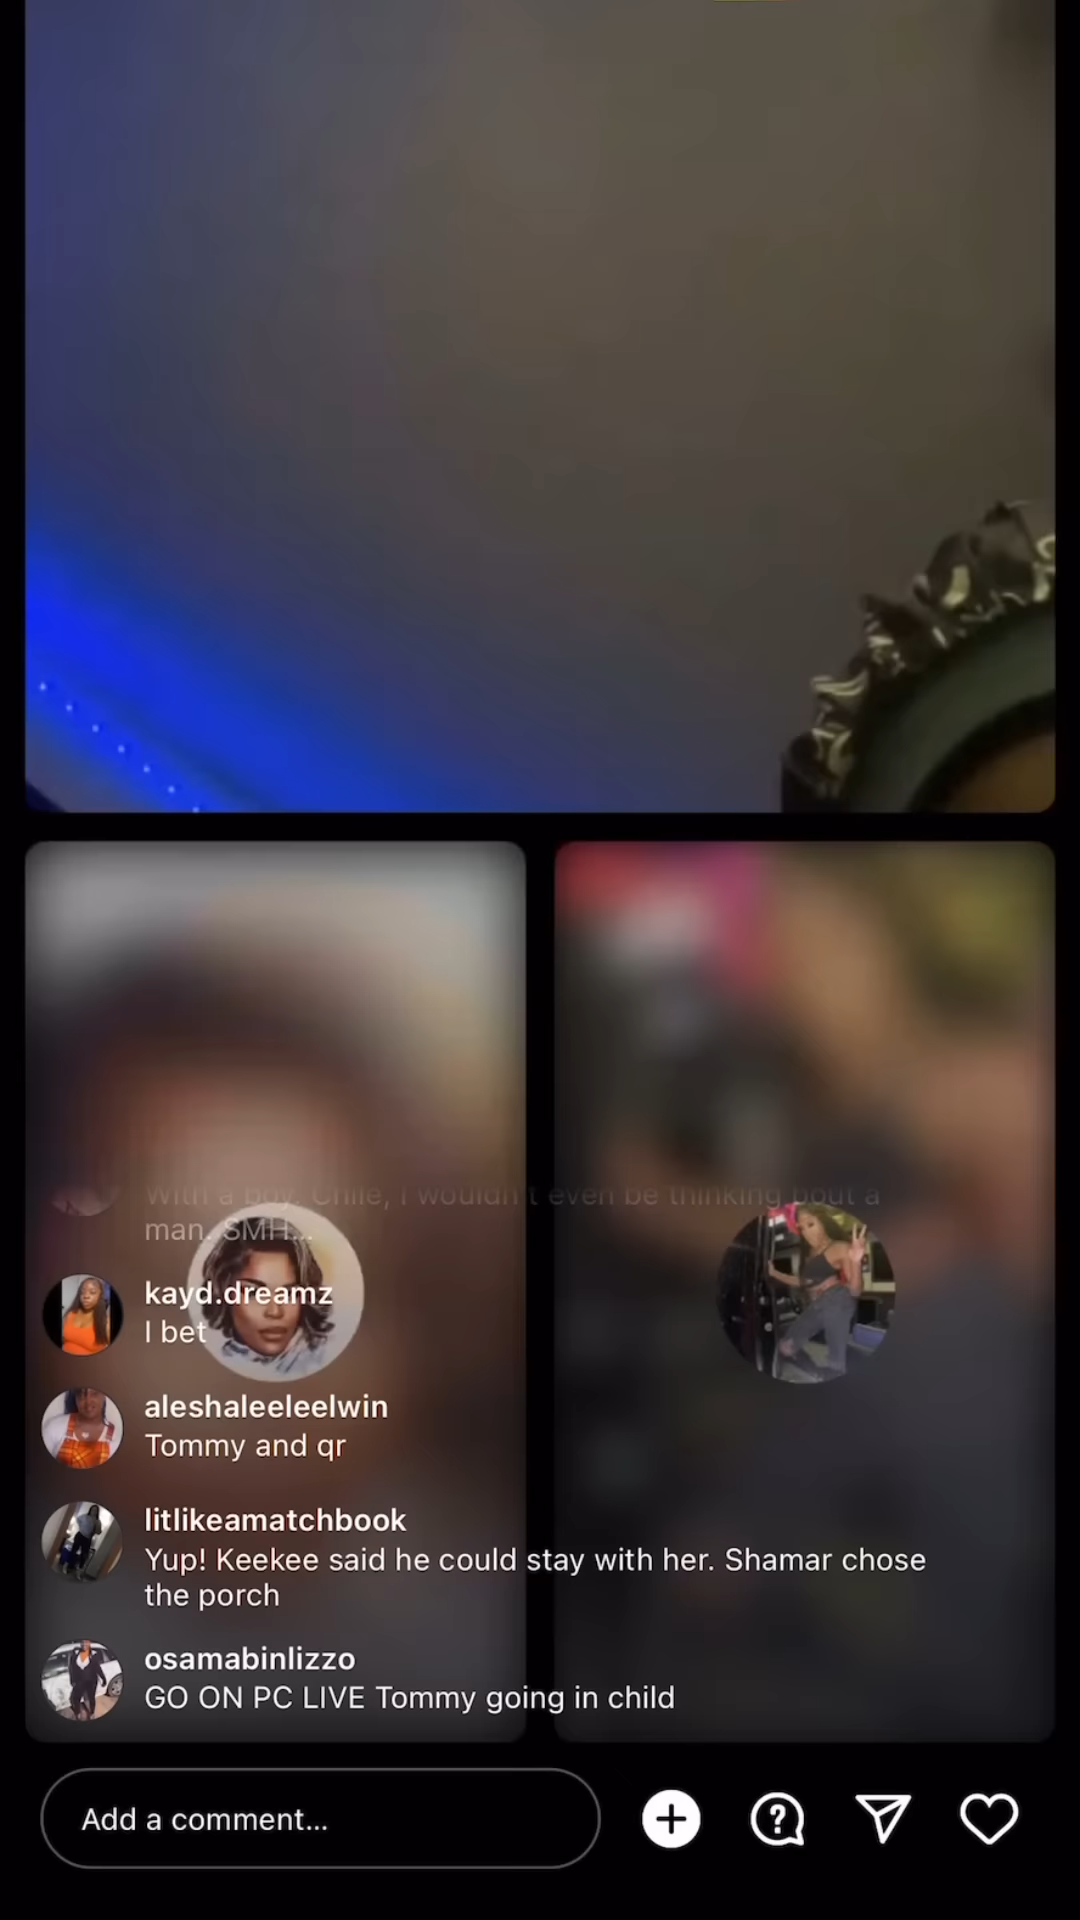 With a boy. Chile, I wouldn't even be thinking bout a
man. SMH...
kayd.dreamz
I bet
aleshaleeleelwin
Tommy and qr
litlikeamatchbook
Yup! Keekee said he could stay with her. Shamar chose
the porch
osamabinlizzo
GO ON PC LIVE Tommy going in child
Add a comment...